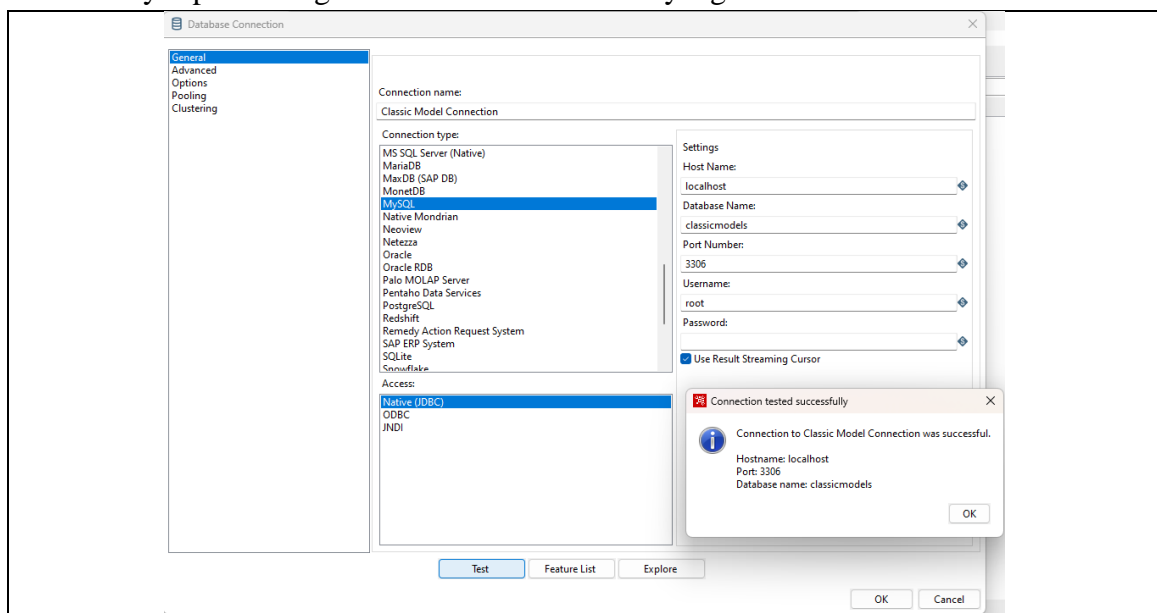 Database Connection
General
Advanced
Options
Pooling
Clustering
Connection name:
Classic Model Connection
Connection type:
MS SQL Server (Native)
MariaDB
MaxDB (SAP DB)
MonetDB
MySQL
Native Mondrian
Neoview
Netezza
Oracle
Oracle RDB
Palo MOLAP Server
Pentaho Data Services
PostgreSQL
Redshift
Remedy Action Request System
SAP ERP System
SQLite
Snowflake
Access:
Native (JDBC)
ODBC
JNDI
Settings
Host Name:
localhost
Database Name:
classicmodels
Port Number:
3306
Username:
root
Password:
Use Result Streaming Cursor
Connection tested successfully
Connection to Classic Model Connection was successful.
Hostname: localhost
Port: 3306
Database name: classicmodels
OK
Test
Feature List
Explore
OK
Cancel